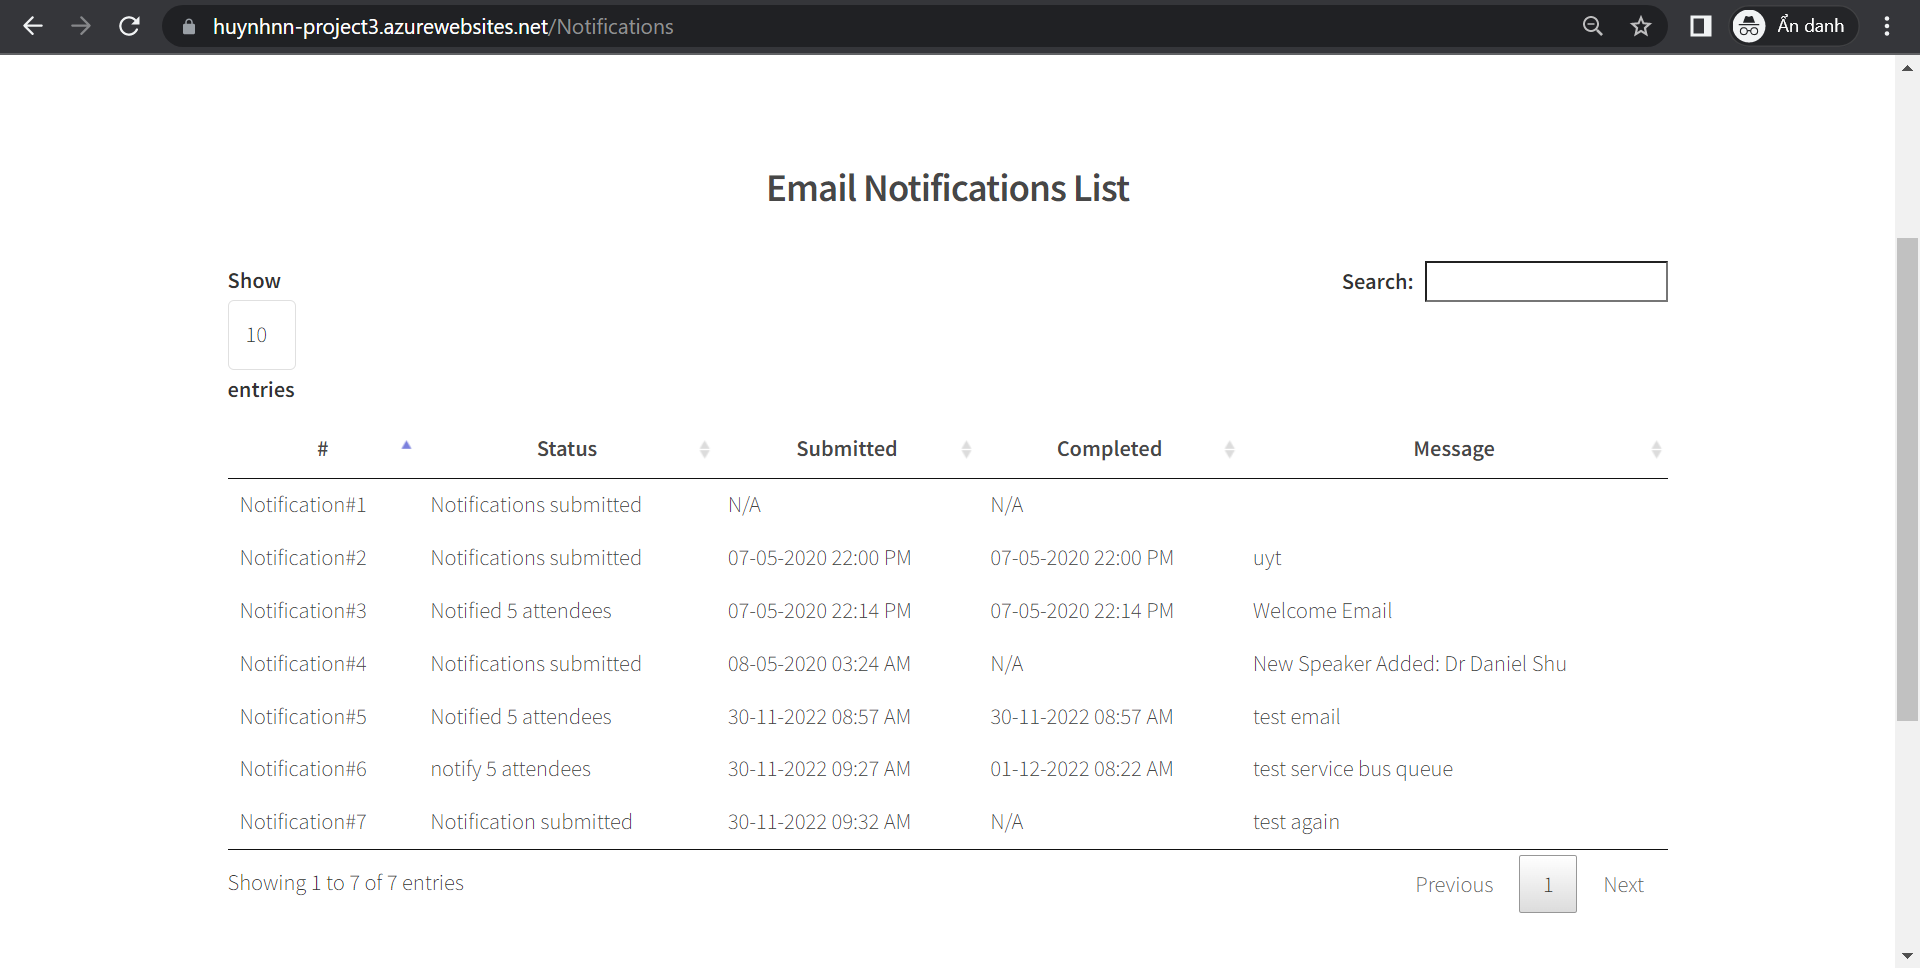 huynhnn-project3.azurewebsites.net/Notifications Ẩn danh
Email Notifications List
Show
10
entries
Search:
# Status Submitted Completed Message
Notification#1 Notifications submitted N/A N/A
Notification#2 Notifications submitted 07-05-2020 22:00 PM 07-05-2020 22:00 PM uyt
Notification#3 Notified 5 attendees 07-05-2020 22:14 PM 07-05-2020 22:14 PM Welcome Email
Notification#4 Notifications submitted 08-05-2020 03:24 AM N/A New Speaker Added: Dr Daniel Shu
Notification#5 Notified 5 attendees 30-11-2022 08:57 AM 30-11-2022 08:57 AM test email
Notification#6 notify 5 attendees 30-11-2022 09:27 AM 01-12-2022 08:22 AM test service bus queue
Notification#7 Notification submitted 30-11-2022 09:32 AM N/A test again
Showing 1 to 7 of 7 entries
Previous 1 Next